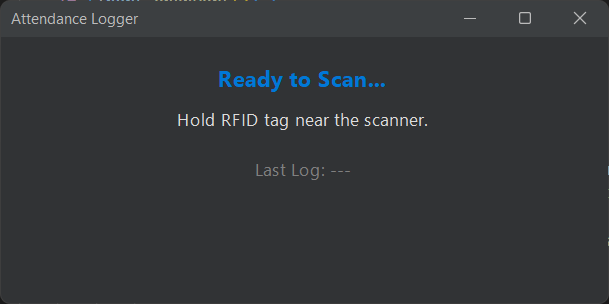 Attendance Logger
Ready to Scan...
Hold RFID tag near the scanner.
Last Log: ---